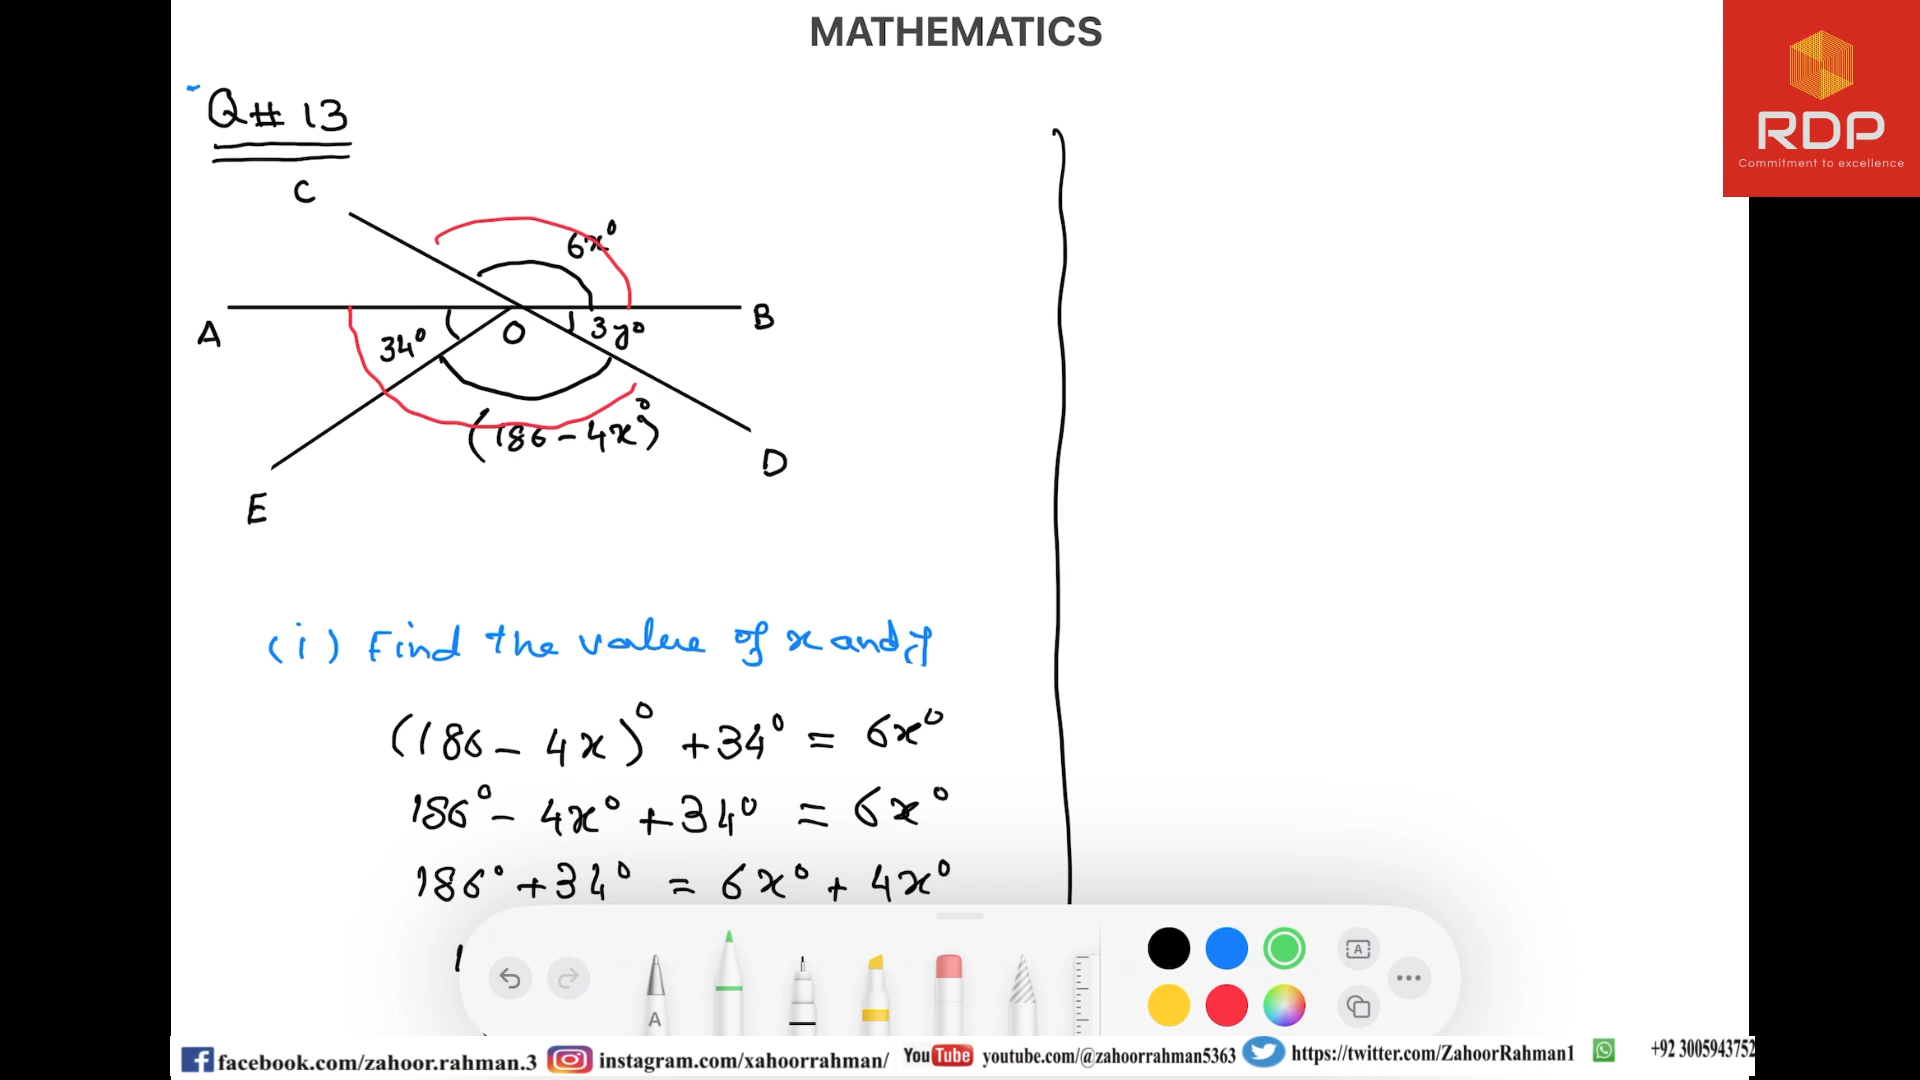 MATHEMATICS
RDP
Commitment to excellence
Q# 13
C
6x°
A
B
34°
O
3y°
(186-4x)°
D
E
(i) Find the value of x and y
(186-4x)° +34° = 6x°
186°- 4x° +34° = 6x°
186° +34° = 6x° + 4x°
A
A
facebook.com/zahoor.rahman.3 instagram.com/xahoorrahman/ YouTube youtube.com/@zahoorrahman5363 https://twitter.com/ZahoorRahman1 +92 3005943752